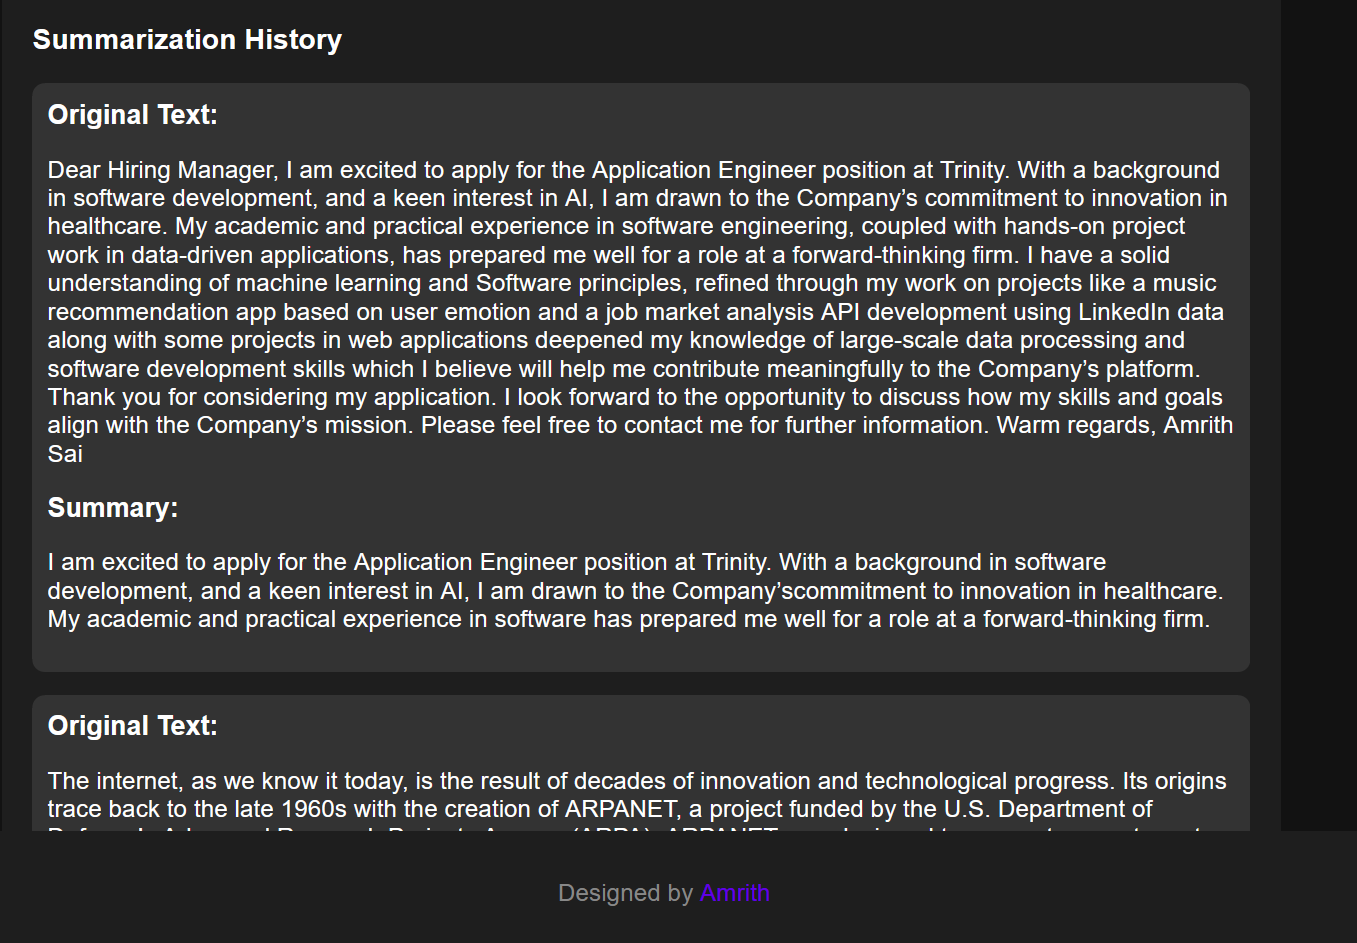 Summarization History
Original Text:
Dear Hiring Manager, I am excited to apply for the Application Engineer position at Trinity. With a background
in software development, and a keen interest in AI, I am drawn to the Company’s commitment to innovation in
healthcare. My academic and practical experience in software engineering, coupled with hands-on project
work in data-driven applications, has prepared me well for a role at a forward-thinking firm. I have a solid
understanding of machine learning and Software principles, refined through my work on projects like a music
recommendation app based on user emotion and a job market analysis API development using LinkedIn data
along with some projects in web applications deepened my knowledge of large-scale data processing and
software development skills which I believe will help me contribute meaningfully to the Company’s platform.
Thank you for considering my application. I look forward to the opportunity to discuss how my skills and goals
align with the Company’s mission. Please feel free to contact me for further information. Warm regards, Amrith
Sai
Summary:
I am excited to apply for the Application Engineer position at Trinity. With a background in software
development, and a keen interest in AI, I am drawn to the Company’scommitment to innovation in healthcare.
My academic and practical experience in software has prepared me well for a role at a forward-thinking firm.
Original Text:
The internet, as we know it today, is the result of decades of innovation and technological progress. Its origins
trace back to the late 1960s with the creation of ARPANET, a project funded by the U.S. Department of
Designed by Amrith